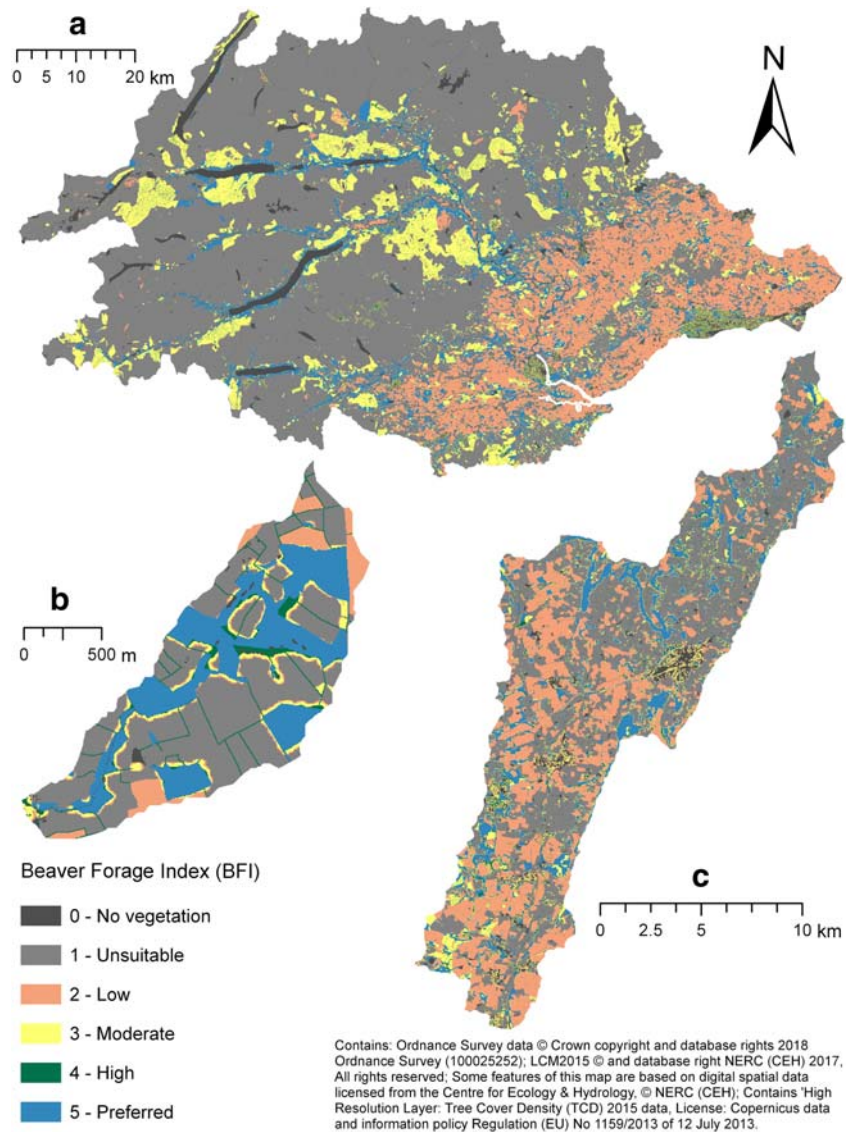 a
0 5 10 20 km
N
b
0 500 m
c
0 2.5 5 10 km
Beaver Forage Index (BFI)
0 - No vegetation
1 - Unsuitable
2 - Low
3 - Moderate
4 - High
5 - Preferred
Contains: Ordnance Survey data © Crown copyright and database rights 2018
Ordnance Survey (100025252); LCM2015 © and database right NERC (CEH) 2017,
All rights reserved; Some features of this map are based on digital spatial data
licensed from the Centre for Ecology & Hydrology, © NERC (CEH); Contains 'High
Resolution Layer: Tree Cover Density (TCD) 2015 data, License: Copernicus data
and information policy Regulation (EU) No 1159/2013 of 12 July 2013.